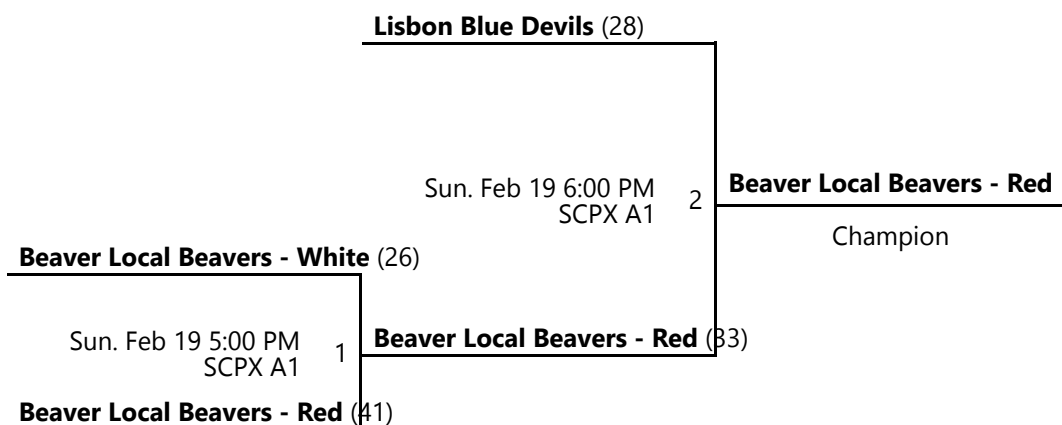 Lisbon Blue Devils (28)
Sun. Feb 19 6:00 PM
SCPX A1
2
Beaver Local Beavers - Red
Champion
Beaver Local Beavers - White (26)
Sun. Feb 19 5:00 PM
SCPX A1
1
Beaver Local Beavers - Red (33)
Beaver Local Beavers - Red (41)